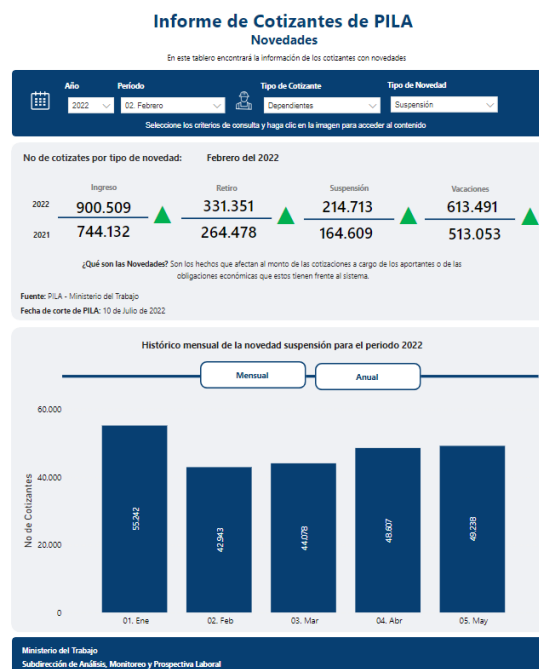 Informe de Cotizantes de PILA
Novedades
En este tablero encontrará la información de los cotizantes con novedades
Año
Período
Tipo de Cotizante
Tipo de Novedad
2022
02. Febrero
Dependientes
Suspensión
Seleccione los criterios de consulta y haga clic en la imagen para acceder al contenido
No de cotizates por tipo de novedad: Febrero del 2022
Ingreso Retiro Suspensión Vacaciones
2022 900.509 331.351 214.713 613.491
2021 744.132 264.478 164.609 513.053
¿Qué son las Novedades? Son los hechos que afectan al monto de las cotizaciones a cargo de los aportantes o de las
obligaciones económicas que estos tienen frente al sistema.
Fuente: PILA - Ministerio del Trabajo
Fecha de corte de PILA: 10 de Julio de 2022
Histórico mensual de la novedad suspensión para el periodo 2022
Mensual Anual
No de Cotizantes
60.000
40.000
20.000
0
55.242
42.943
44.078
48.607
49.238
01. Ene 02. Feb 03. Mar 04. Abr 05. May
Ministerio del Trabajo
Subdirección de Análisis, Monitoreo y Prospectiva Laboral